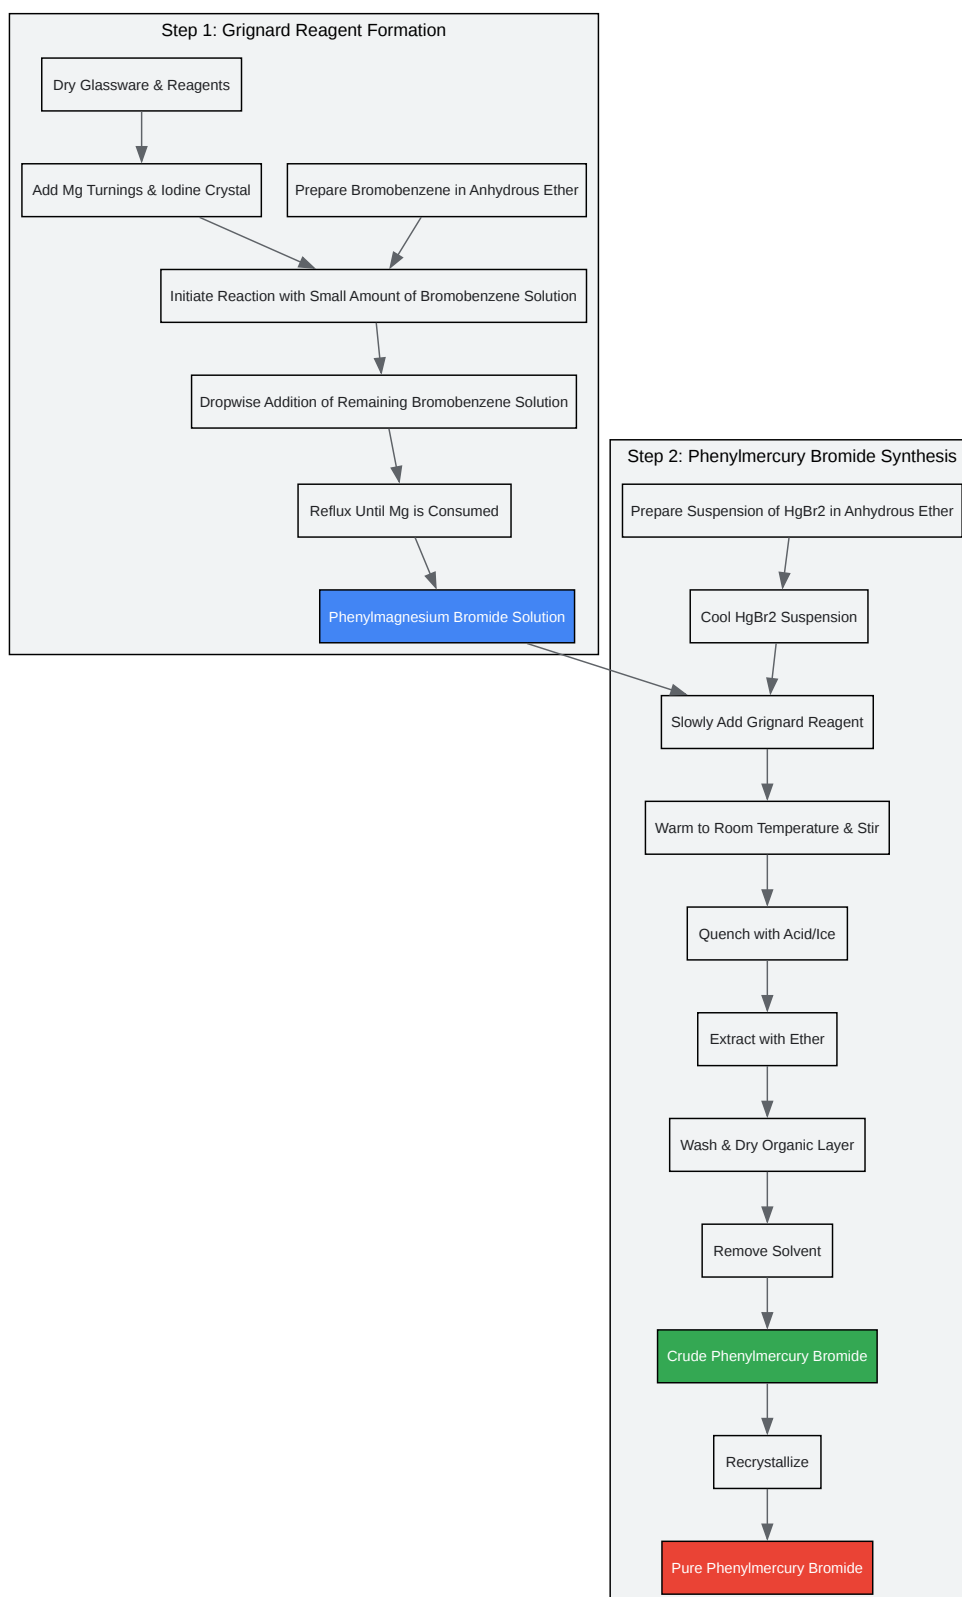 Step 1: Grignard Reagent Formation
Dry Glassware & Reagents
Add Mg Turnings & Iodine Crystal
Prepare Bromobenzene in Anhydrous Ether
Initiate Reaction with Small Amount of Bromobenzene Solution
Dropwise Addition of Remaining Bromobenzene Solution
Reflux Until Mg is Consumed
Phenylmagnesium Bromide Solution
Step 2: Phenylmercury Bromide Synthesis
Prepare Suspension of HgBr2 in Anhydrous Ether
Cool HgBr2 Suspension
Slowly Add Grignard Reagent
Warm to Room Temperature & Stir
Quench with Acid/Ice
Extract with Ether
Wash & Dry Organic Layer
Remove Solvent
Crude Phenylmercury Bromide
Recrystallize
Pure Phenylmercury Bromide